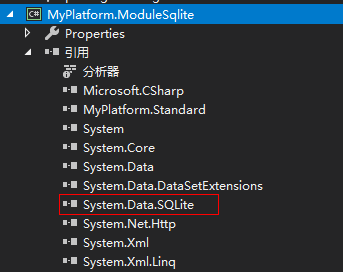 C# MyPlatform.ModuleSqlite
Properties
引用
分析器
Microsoft.CSharp
MyPlatform.Standard
System
System.Core
System.Data
System.Data.DataSetExtensions
System.Data.SQLite
System.Net.Http
System.Xml
System.Xml.Linq